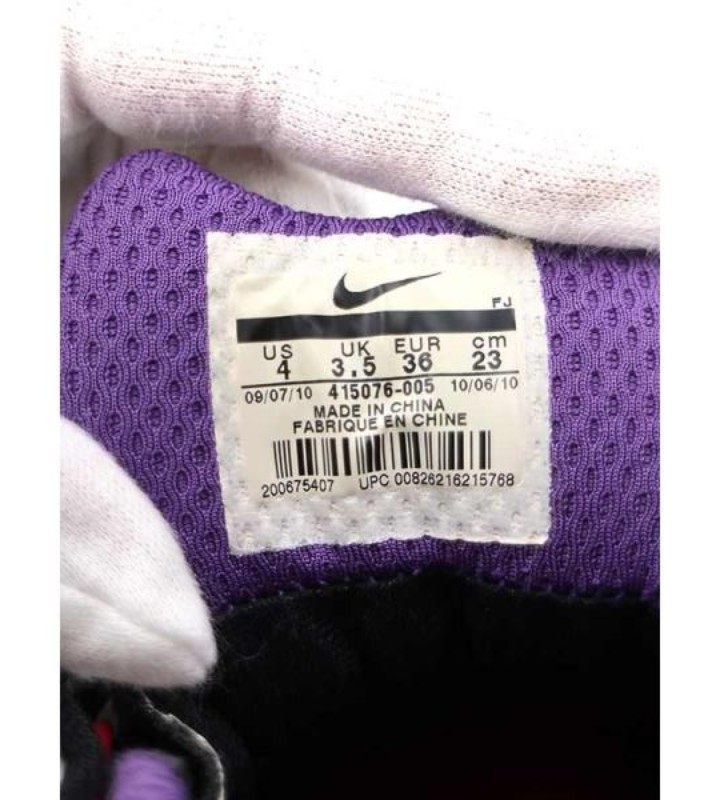 FJ
US UK EUR cm
4 3.5 36 23
09/07/10 415076-005 10/06/10
MADE IN CHINA
FABRIQUE EN CHINE
200675407 UPC 00826216215768